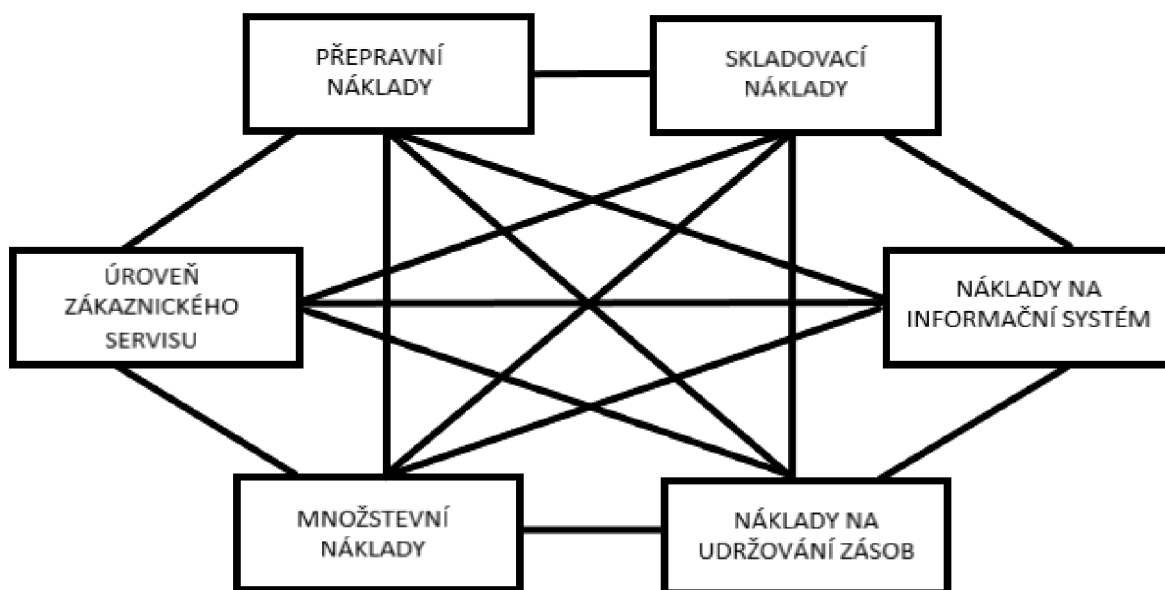 PŘEPRAVNÍ
NÁKLADY
SKLADOVACÍ
NÁKLADY
ÚROVEŇ
ZÁKAZNICKÉHO
SERVISU
NÁKLADY NA
INFORMAČNÍ SYSTÉM
MNOŽSTEVNÍ
NÁKLADY
NÁKLADY NA
UDRŽOVÁNÍ ZÁSOB